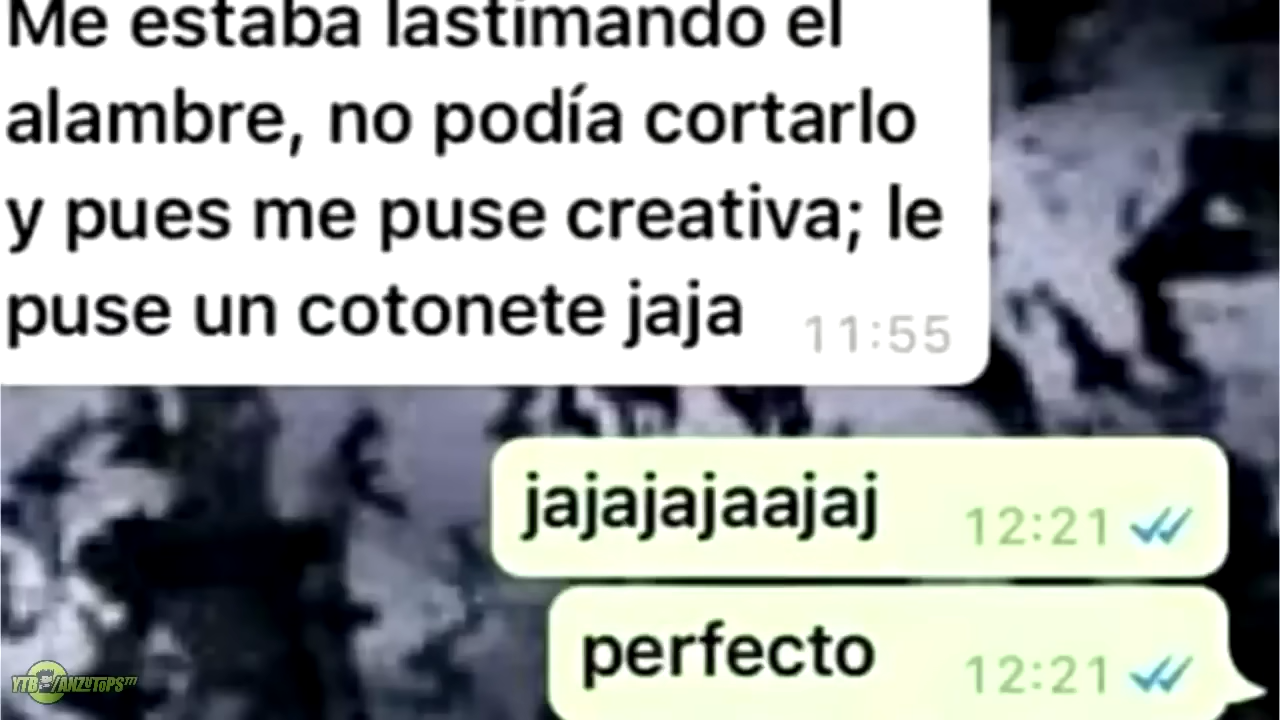 Me estaba lastimando el
alambre, no podía cortarlo
y pues me puse creativa; le
puse un cotonete jaja
11:55
jajajajaajaj
12:21
perfecto
12:21